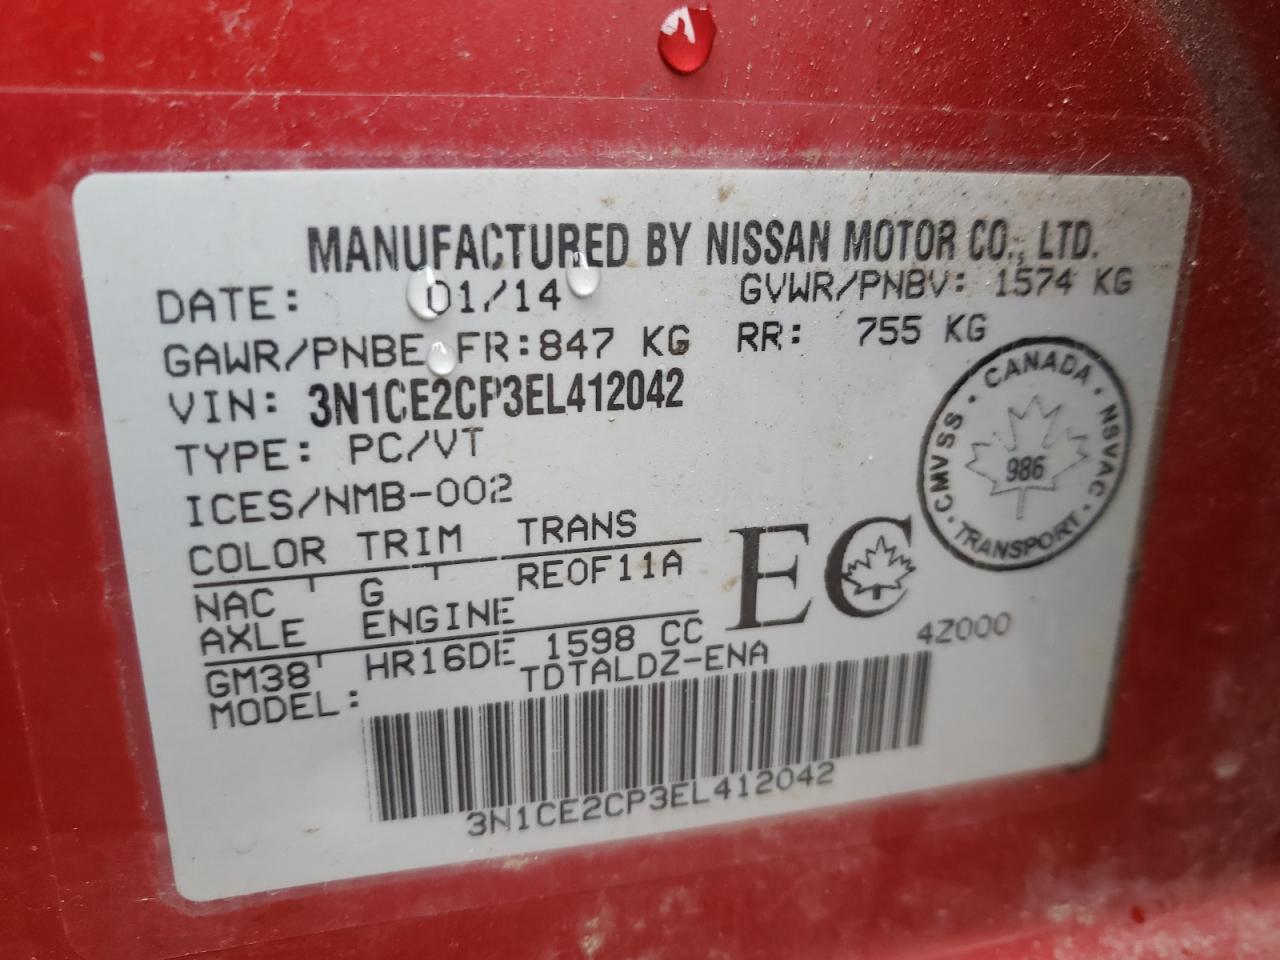 MANUFACTURED BY NISSAN MOTOR CO., LTD.
DATE: 01/14 GVWR/PNBV: 1574 KG
GAWR/PNBE FR: 847 KG RR: 755 KG
VIN: 3N1CE2CP3EL412042
TYPE: PC/VT
ICES/NMB-002
COLOR TRIM TRANS
NAC G RE0F11A
AXLE ENGINE
GM38 HR16DE 1598 CC
MODEL: TDTALDZ-ENA
CANADA
CMVSS NSVAC
986
TRANSPORT
EC
4Z000
3N1CE2CP3EL412042